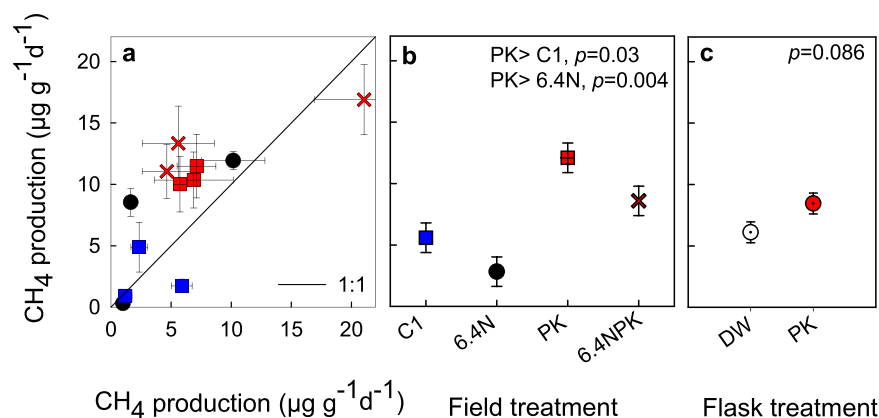 a
CH4 production (µg g-1d-1)
22
20
15
10
5
0
0
5
10
15
20
1:1
CH4 production (µg g-1d-1)
b
PK> C1, p=0.03
PK> 6.4N, p=0.004
C1
6.4N
PK
6.4NPK
Field treatment
c
p=0.086
DW
PK
Flask treatment